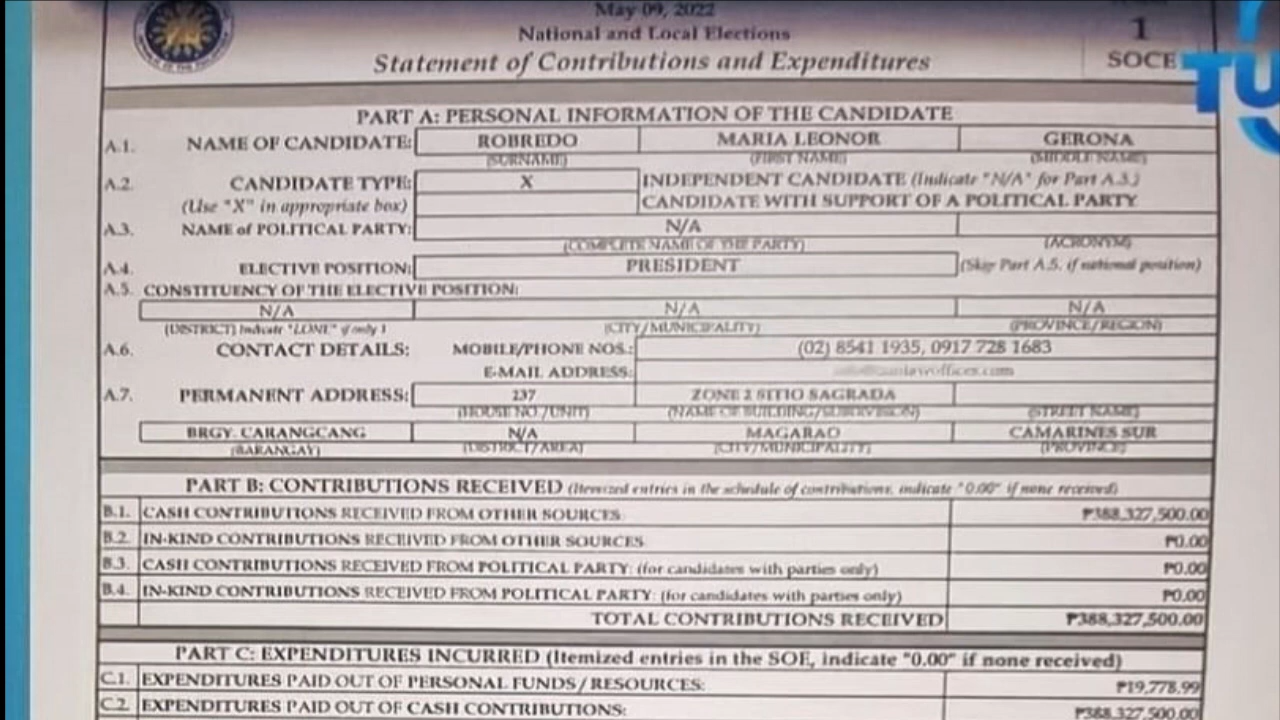 May 09, 2022
National and Local Elections
1
Statement of Contributions and Expenditures
SOCE
TU
PART A: PERSONAL INFORMATION OF THE CANDIDATE
A.1. NAME OF CANDIDATE: ROBREDO MARIA LEONOR GERONA
(SURNAME) (FIRST NAME) (MIDDLE NAME)
A.2. CANDIDATE TYPE: X INDEPENDENT CANDIDATE (Indicate "N/A" for Part A.3.)
(Use "X" in appropriate box) CANDIDATE WITH SUPPORT OF A POLITICAL PARTY
A.3. NAME of POLITICAL PARTY: N/A
(COMPLETE NAME OF THE PARTY) (ACRONYM)
A.4. ELECTIVE POSITION: PRESIDENT (Skip Part A.5. if national position)
A.5. CONSTITUENCY OF THE ELECTIVE POSITION:
N/A N/A N/A
(DISTRICT) Indicate "LONE" if only 1 (CITY/MUNICIPALITY) (PROVINCE/REGION)
A.6 CONTACT DETAILS: MOBILE/PHONE NOS.: (02) 8541 1935, 0917 728 1683
E-MAIL ADDRESS:
A.7. PERMANENT ADDRESS: 237 ZONE 2 SITIO SAGRADA
(HOUSE NO./UNIT) (NAME OF BUILDING/SUBDIVISION) (STREET NAME)
BRGY. CARANGCANG N/A MAGARAO CAMARINES SUR
(BARANGAY) (DISTRICT/AREA) (CITY/MUNICIPALITY) (PROVINCE)
PART B: CONTRIBUTIONS RECEIVED (Itemized entries in the schedule of contributions, indicate "0.00" if none received)
B.1. CASH CONTRIBUTIONS RECEIVED FROM OTHER SOURCES ₱388,327,500.00
B.2 IN-KIND CONTRIBUTIONS RECEIVED FROM OTHER SOURCES ₱0.00
B.3. CASH CONTRIBUTIONS RECEIVED FROM POLITICAL PARTY: (for candidates with parties only) ₱0.00
B.4. IN-KIND CONTRIBUTIONS RECEIVED FROM POLITICAL PARTY: (for candidates with parties only) ₱0.00
TOTAL CONTRIBUTIONS RECEIVED ₱388,327,500.00
PART C: EXPENDITURES INCURRED (Itemized entries in the SOE, indicate "0.00" if none received)
C.1. EXPENDITURES PAID OUT OF PERSONAL FUNDS/RESOURCES: ₱19,778.99
C.2. EXPENDITURES PAID OUT OF CASH CONTRIBUTIONS: ₱388,327,500.00